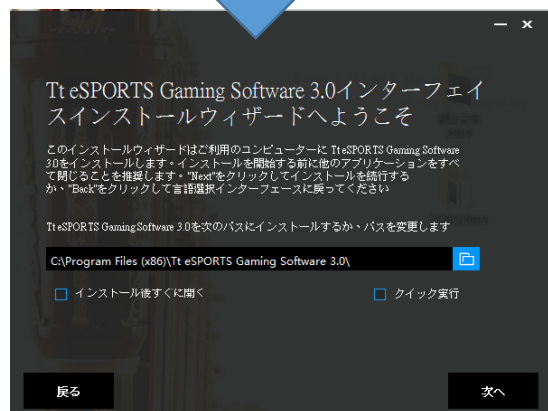 Tt eSPORTS Gaming Software 3.0インターフェイ
スインストールウィザードへようこそ
このインストールウィザードはご利用のコンピューターに Tt eSPORTS Gaming Software
3.0をインストールします。インストールを開始する前に他のアプリケーションをすべ
て閉じることを推奨します。"Next"をクリックしてインストールを続行する
か、"Back"をクリックして言語選択インターフェースに戻ってください
Tt eSPORTS Gaming Software 3.0を次のパスにインストールするか、パスを変更します
C:\Program Files (x86)\Tt eSPORTS Gaming Software 3.0\
インストール後すぐに開く
クイック実行
戻る
次へ